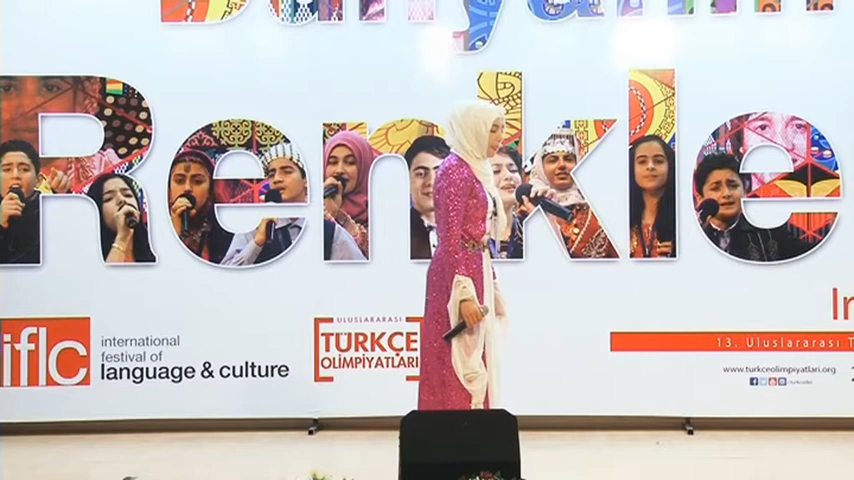 Renkle
iflc
international
festival of
language & culture
ULUSLARARASI
TÜRKÇE
OLİMPİYATLARI
13. Uluslararası T
www.turkceolimpiyatlari.org